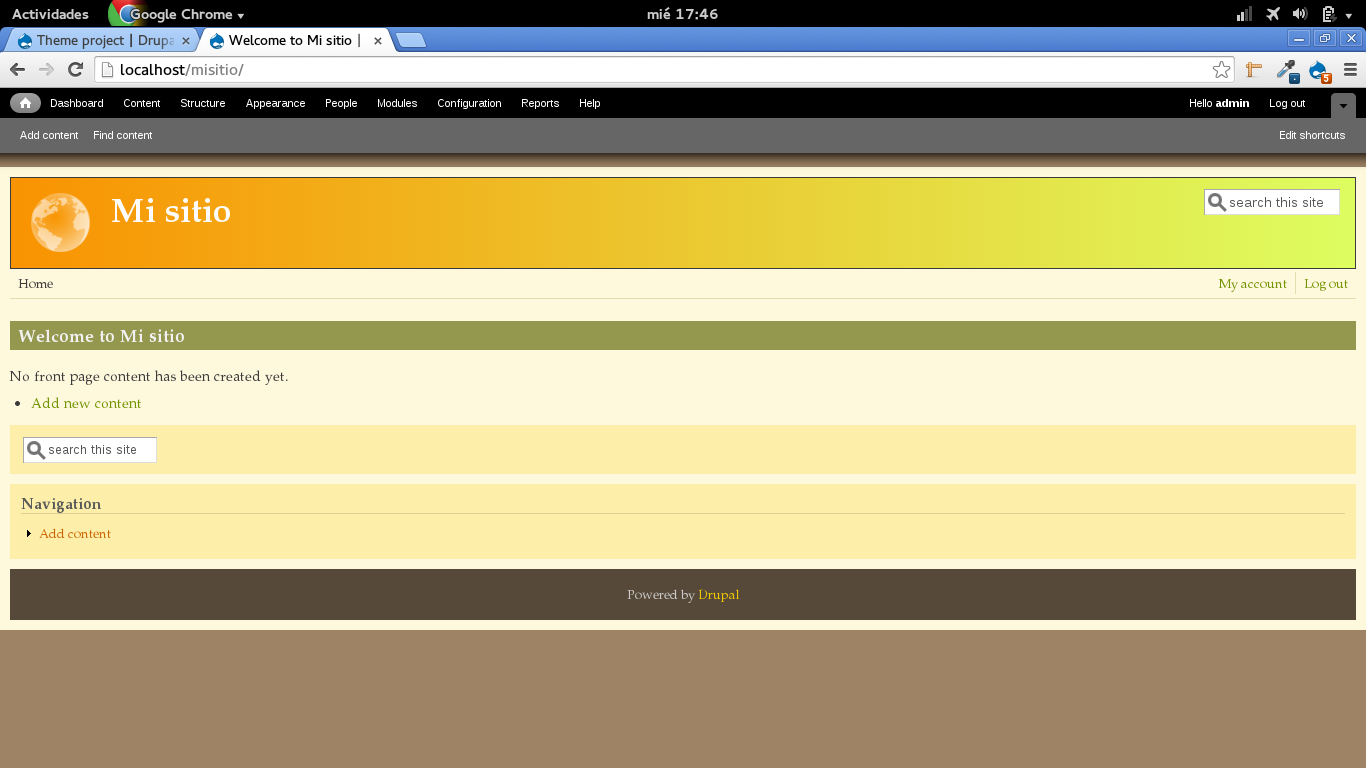 Actividades Google Chrome mié 17:46
Theme project | Drupa Welcome to Mi sitio |
localhost/misitio/ 5
Dashboard Content Structure Appearance People Modules Configuration Reports Help Hello admin Log out
Add content Find content Edit shortcuts
Mi sitio search this site
Home My account Log out
Welcome to Mi sitio
No front page content has been created yet.
Add new content
search this site
Navigation
Add content
Powered by Drupal